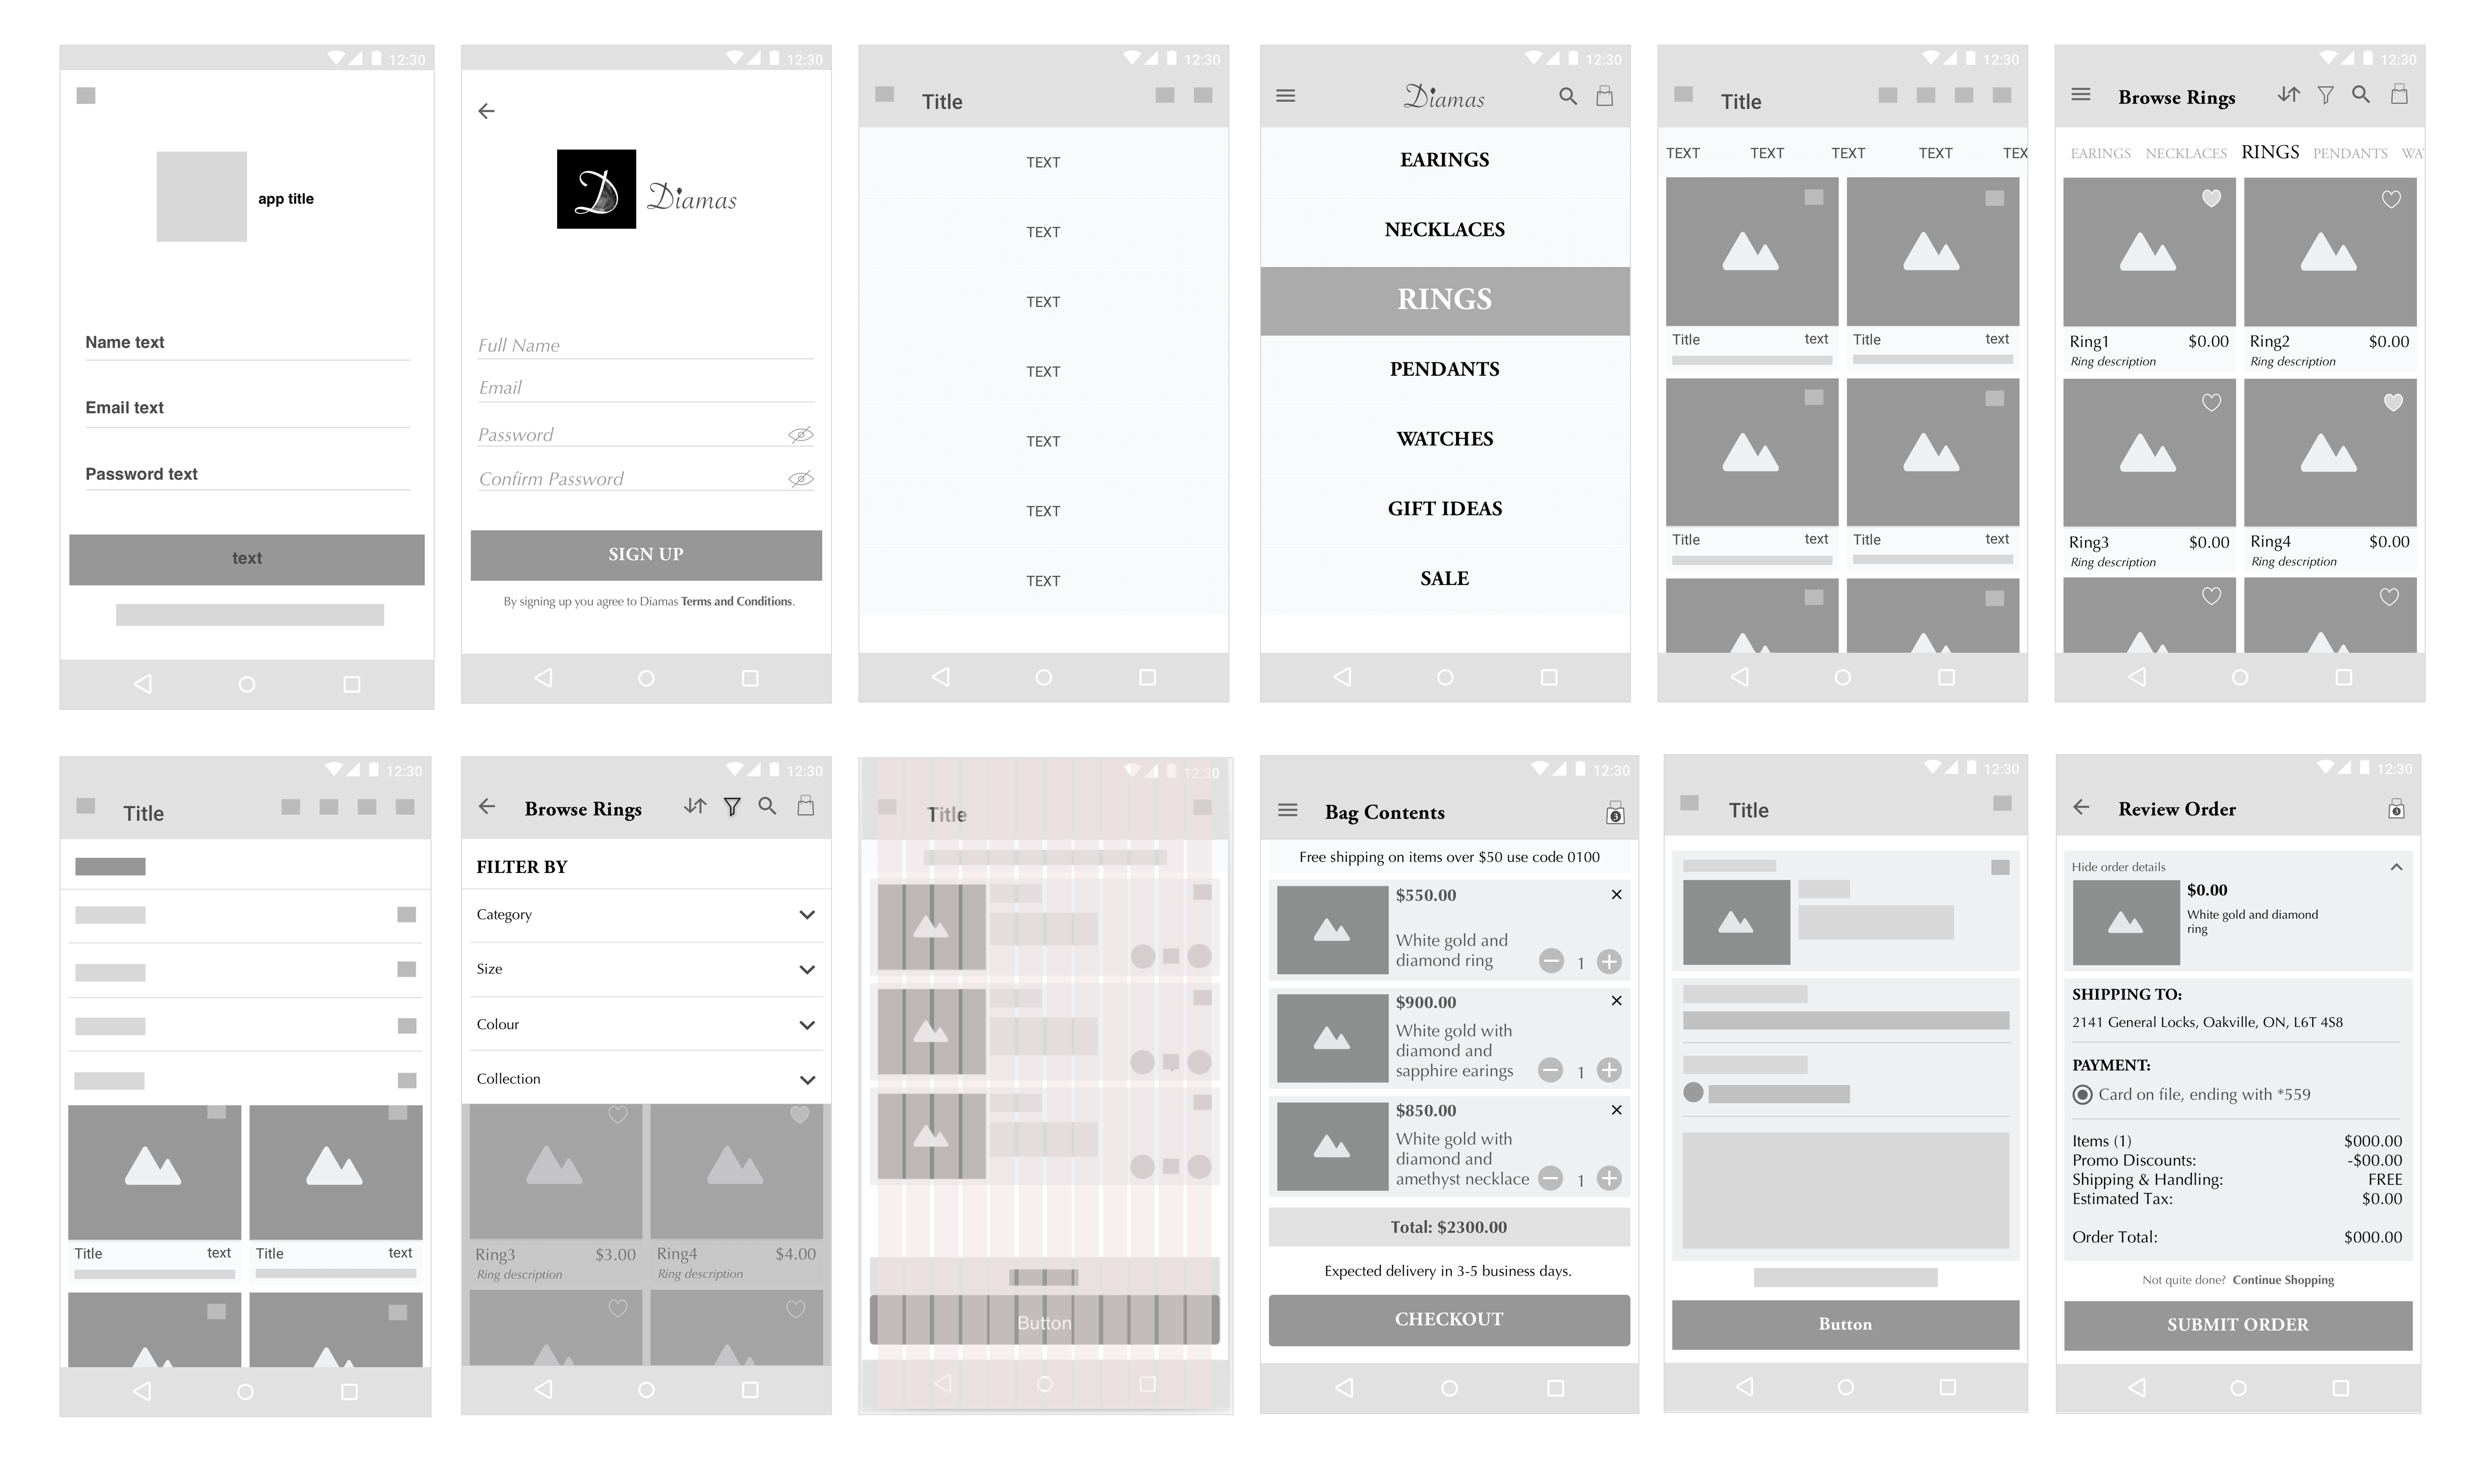 12:30
app title
Name text
Email text
Password text
text
12:30
D Diamas
Full Name
Email
Password
Confirm Password
SIGN UP
By signing up you agree to Diamas Terms and Conditions.
12:30
Title
TEXT
TEXT
TEXT
TEXT
TEXT
TEXT
TEXT
12:30
Diamas
EARINGS
NECKLACES
RINGS
PENDANTS
WATCHES
GIFT IDEAS
SALE
12:30
Title
TEXT TEXT TEXT TEXT TEX
Title text Title text
Title text Title text
12:30
Browse Rings
EARINGS NECKLACES RINGS PENDANTS WAT
Ring1 $0.00 Ring2 $0.00
Ring description Ring description
Ring3 $0.00 Ring4 $0.00
Ring description Ring description
12:30
Title
Title text Title text
12:30
Browse Rings
FILTER BY
Category
Size
Colour
Collection
Ring3 $3.00 Ring4 $4.00
Ring description Ring description
12:30
Title
Button
12:30
Bag Contents 3
Free shipping on items over $50 use code 0100
$550.00
White gold and
diamond ring 1
$900.00
White gold with
diamond and
sapphire earings 1
$850.00
White gold with
diamond and
amethyst necklace 1
Total: $2300.00
Expected delivery in 3-5 business days.
CHECKOUT
12:30
Title
Button
12:30
Review Order 3
Hide order details
$0.00
White gold and diamond
ring
SHIPPING TO:
2141 General Locks, Oakville, ON, L6T 4S8
PAYMENT:
Card on file, ending with *559
Items (1) $000.00
Promo Discounts: -$00.00
Shipping & Handling: FREE
Estimated Tax: $0.00
Order Total: $000.00
Not quite done? Continue Shopping
SUBMIT ORDER